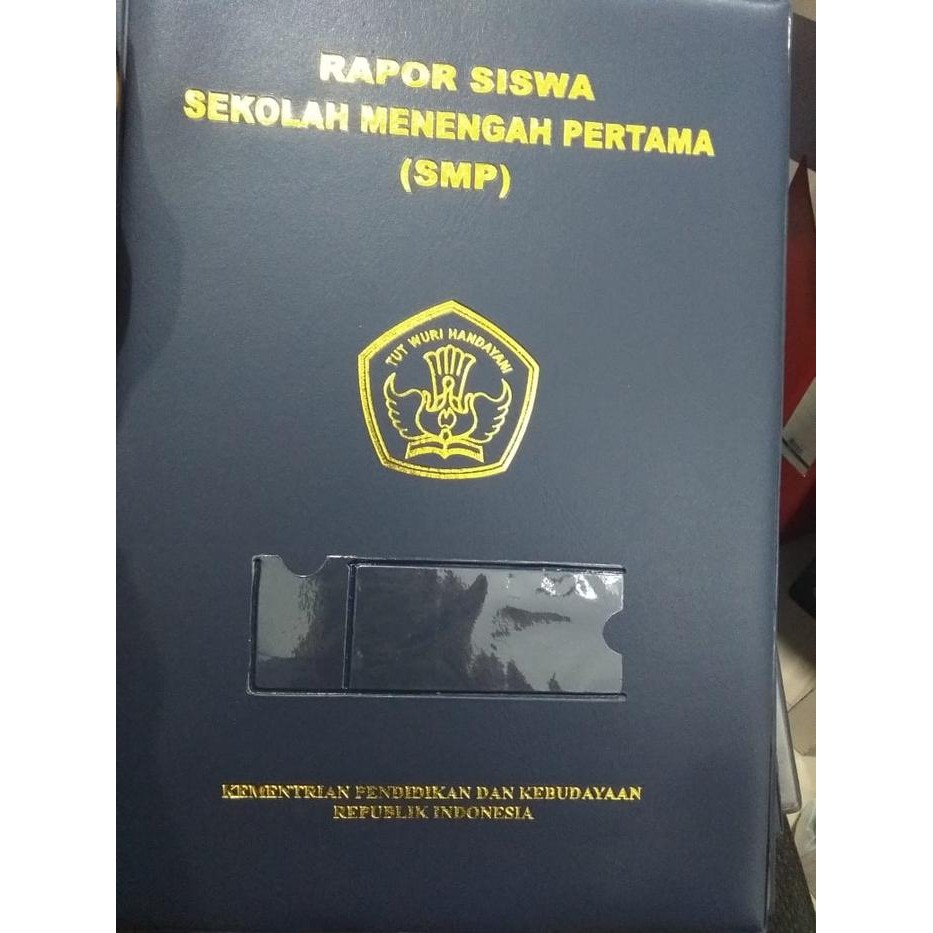 RAPOR SISWA
SEKOLAH MENENGAH PERTAMA
(SMP)
TUT WURI HANDAYANI
KEMENTRIAN PENDIDIKAN DAN KEBUDAYAAN
REPUBLIK INDONESIA